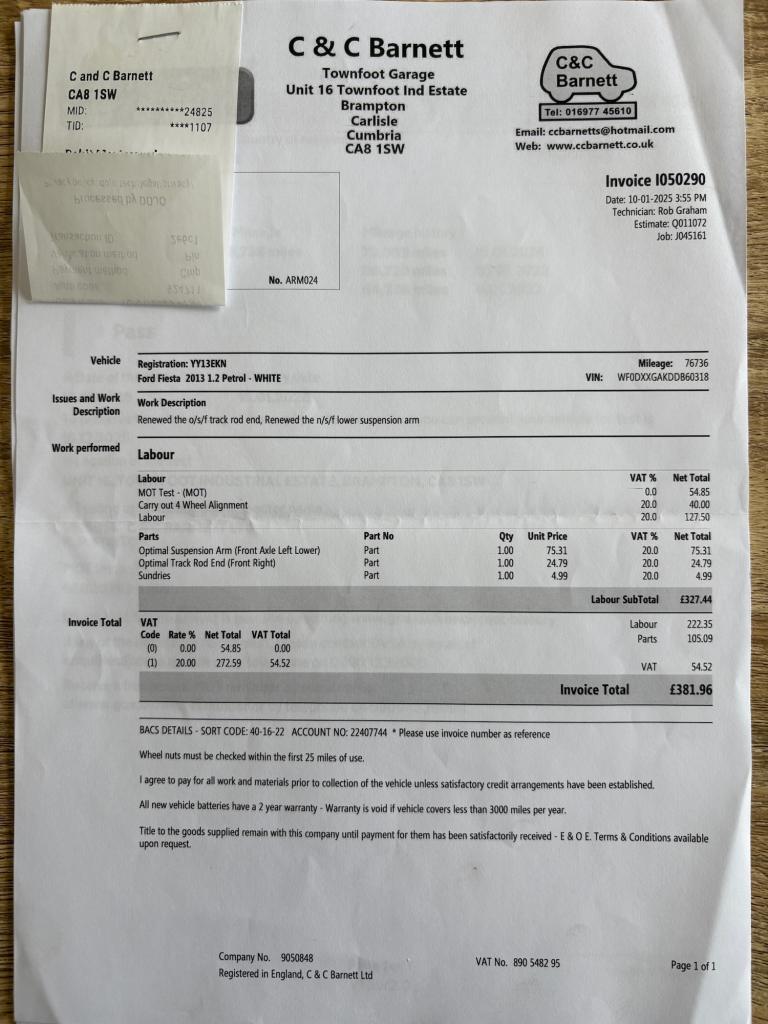 C and C Barnett
CA8 1SW
MID: **********24825
TID: ****1107
Processed by DOJO
Transaction ID
Verification method Pin
Payment method Cmp
C & C Barnett
Townfoot Garage
Unit 16 Townfoot Ind Estate
Brampton
Carlisle
Cumbria
CA8 1SW
C&C
Barnett
Tel: 016977 45610
Email: ccbarnetts@hotmail.com
Web: www.ccbarnett.co.uk
Invoice I050290
Date: 10-01-2025 3:55 PM
Technician: Rob Graham
Estimate: Q011072
Job: J045161
No. ARM024
Pass
Vehicle
Registration: YY13EKN Mileage: 76736
Ford Fiesta 2013 1.2 Petrol - WHITE VIN: WF0DXXGAKDDB60318
Issues and Work Description
Work Description
Renewed the o/s/f track rod end, Renewed the n/s/f lower suspension arm
Work performed
Labour
Labour VAT % Net Total
MOT Test - (MOT) 0.0 54.85
Carry out 4 Wheel Alignment 20.0 40.00
Labour 20.0 127.50
Parts Part No Qty Unit Price VAT % Net Total
Optimal Suspension Arm (Front Axle Left Lower) Part 1.00 75.31 20.0 75.31
Optimal Track Rod End (Front Right) Part 1.00 24.79 20.0 24.79
Sundries Part 1.00 4.99 20.0 4.99
Labour SubTotal £327.44
Invoice Total
VAT Labour 222.35
Code Rate % Net Total VAT Total Parts 105.09
(0) 0.00 54.85 0.00
(1) 20.00 272.59 54.52 VAT 54.52
Invoice Total £381.96
BACS DETAILS - SORT CODE: 40-16-22 ACCOUNT NO: 22407744 * Please use invoice number as reference
Wheel nuts must be checked within the first 25 miles of use.
I agree to pay for all work and materials prior to collection of the vehicle unless satisfactory credit arrangements have been established.
All new vehicle batteries have a 2 year warranty - Warranty is void if vehicle covers less than 3000 miles per year.
Title to the goods supplied remain with this company until payment for them has been satisfactorily received - E & O E. Terms & Conditions available
upon request.
Company No. 9050848
Registered in England, C & C Barnett Ltd
VAT No. 890 5482 95
Page 1 of 1